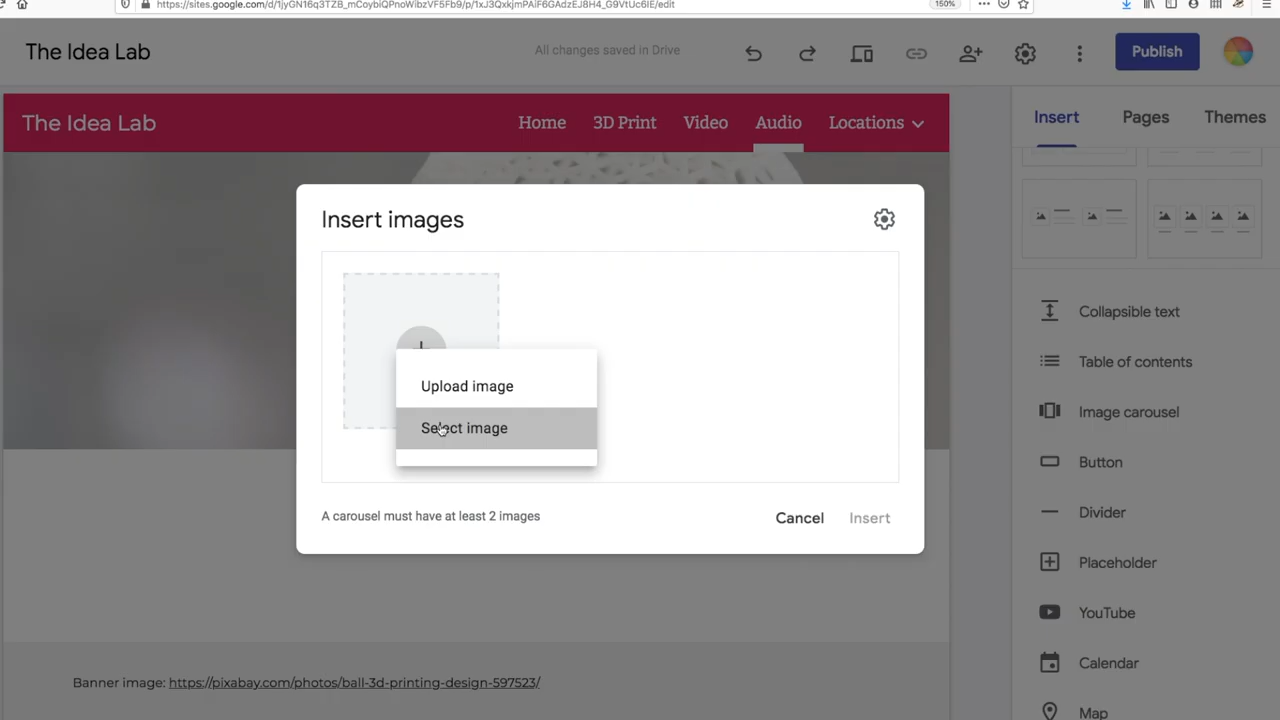 https://sites.google.com/d/1jyGN16q3TZB_mCoybiQPnoWibzVF5Fb9/p/1xJ3QxkjmPAiF6GAdzEJ8H4_G9VtUc6IE/edit
150%
The Idea Lab
All changes saved in Drive
Publish
The Idea Lab
Home
3D Print
Video
Audio
Locations
Insert
Pages
Themes
Insert images
Upload image
Select image
A carousel must have at least 2 images
Cancel
Insert
Collapsible text
Table of contents
Image carousel
Button
Divider
Placeholder
YouTube
Calendar
Map
Banner image: https://pixabay.com/photos/ball-3d-printing-design-597523/